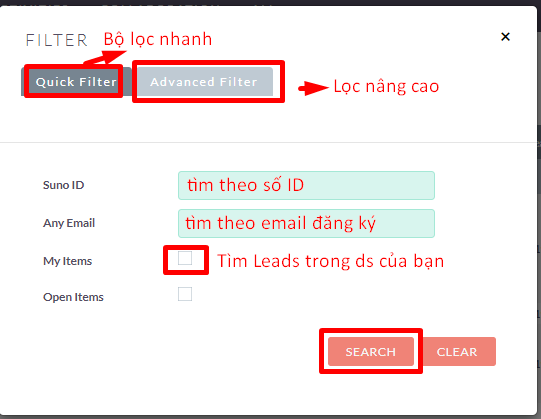 FILTER Bộ lọc nhanh ×
Quick Filter Advanced Filter Lọc nâng cao
Suno ID tìm theo số ID
Any Email tìm theo email đăng ký
My Items Tìm Leads trong ds của bạn
Open Items
SEARCH CLEAR